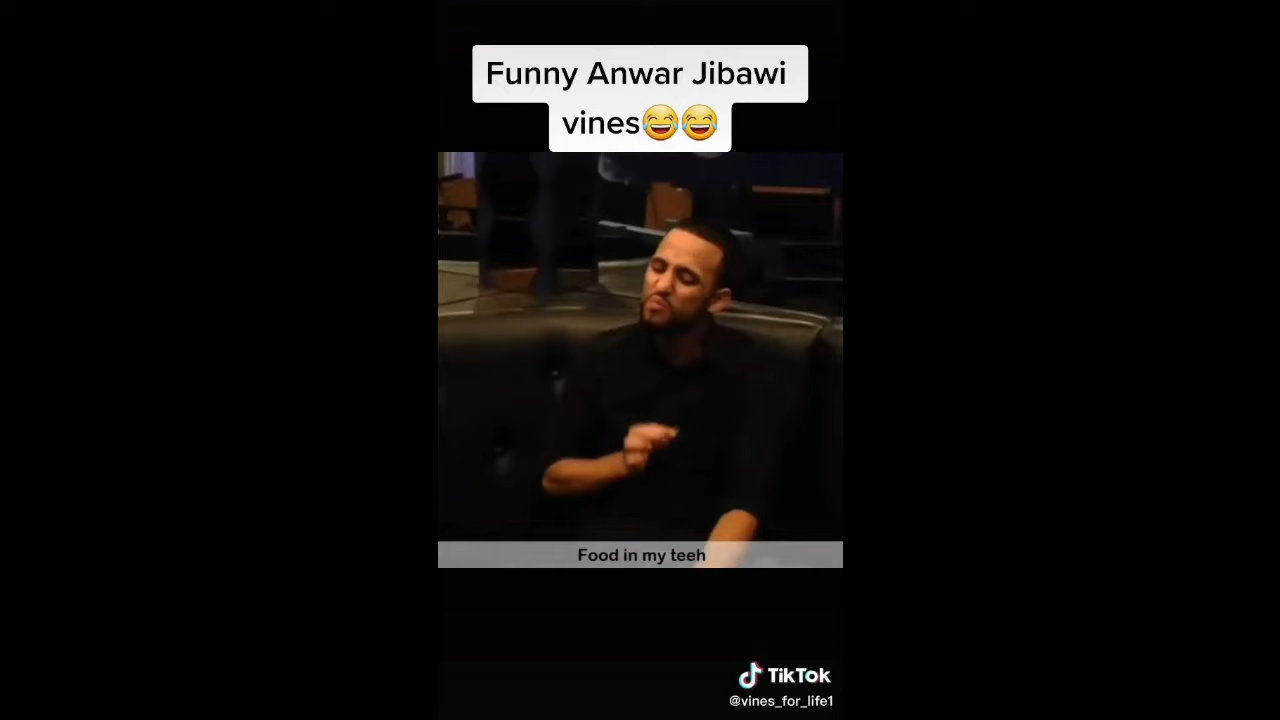 Funny Anwar Jibawi
vines😂😂
Food in my teeh
TikTok
@vines_for_life1